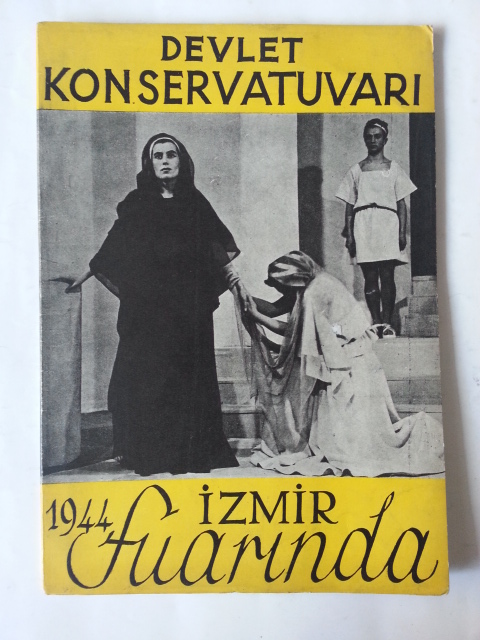 DEVLET
KONSERVATUVARI
1944 İZMİR
fuarında